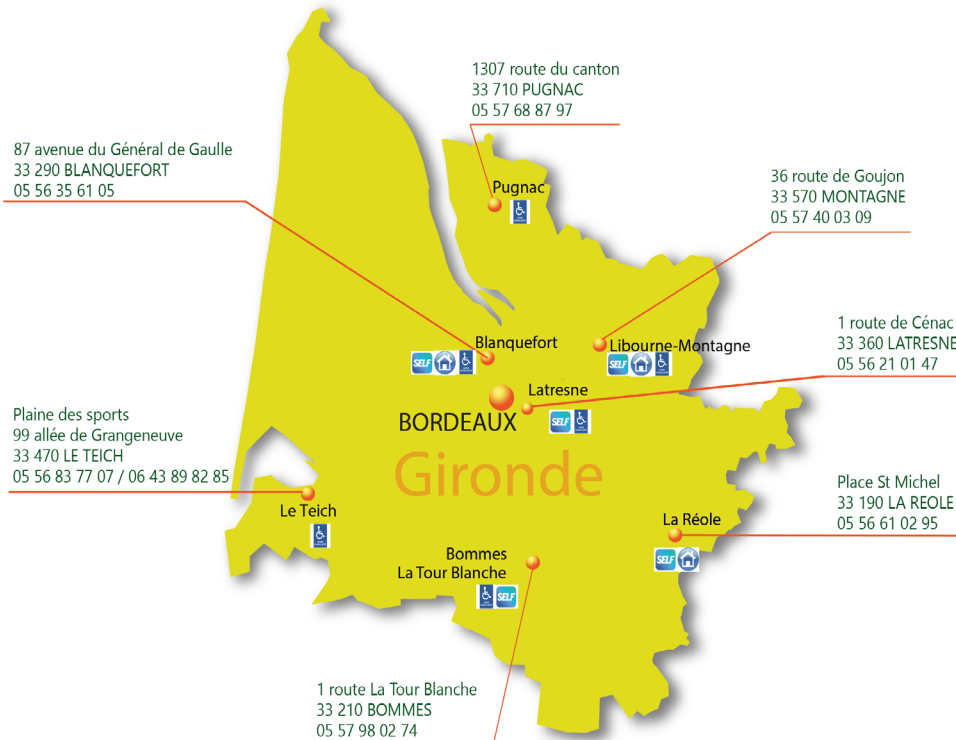 1307 route du canton
33 710 PUGNAC
05 57 68 87 97
87 avenue du Général de Gaulle
33 290 BLANQUEFORT
05 56 35 61 05
36 route de Goujon
33 570 MONTAGNE
05 57 40 03 09
Pugnac
1 route de Cénac
33 360 LATRESNE
05 56 21 01 47
Blanquefort
SELF
Libourne-Montagne
SELF
Latresne
SELF
BORDEAUX
Gironde
Plaine des sports
99 allée de Grangeneuve
33 470 LE TEICH
05 56 83 77 07 / 06 43 89 82 85
Le Teich
Place St Michel
33 190 LA REOLE
05 56 61 02 95
La Réole
SELF
Bommes
La Tour Blanche
SELF
1 route La Tour Blanche
33 210 BOMMES
05 57 98 02 74